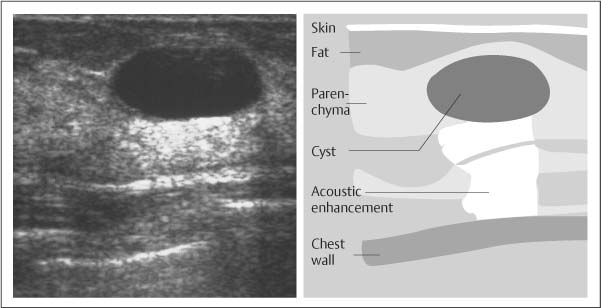 Skin
Fat
Paren-
chyma
Cyst
Acoustic
enhancement
Chest
wall